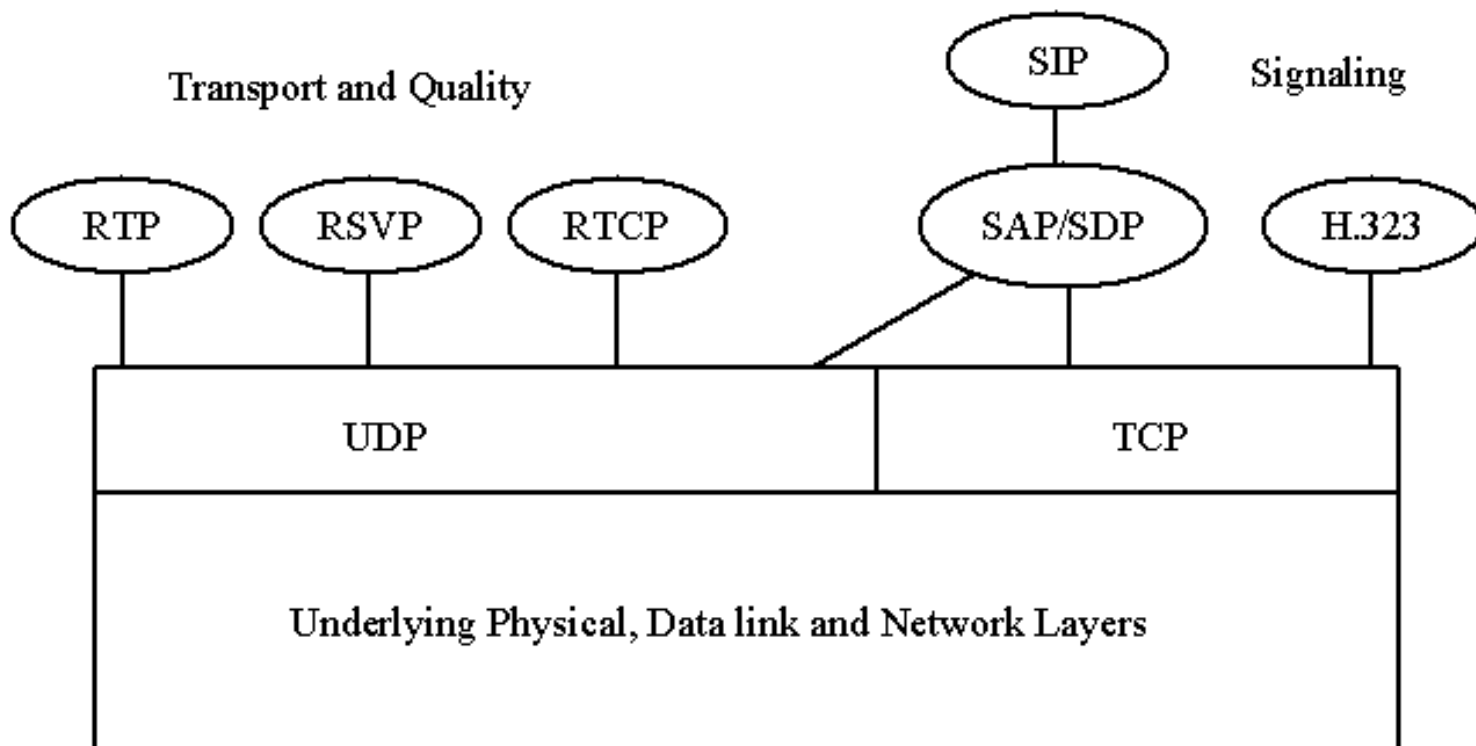 SIP
Transport and Quality
Signaling
RTP
RSVP
RTCP
SAP/SDP
H.323
UDP
TCP
Underlying Physical, Data link and Network Layers